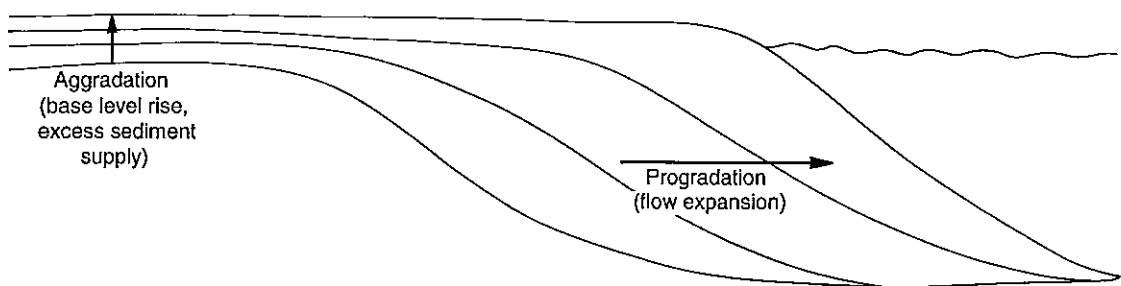 Aggradation
(base level rise,
excess sediment
supply)
Progradation
(flow expansion)